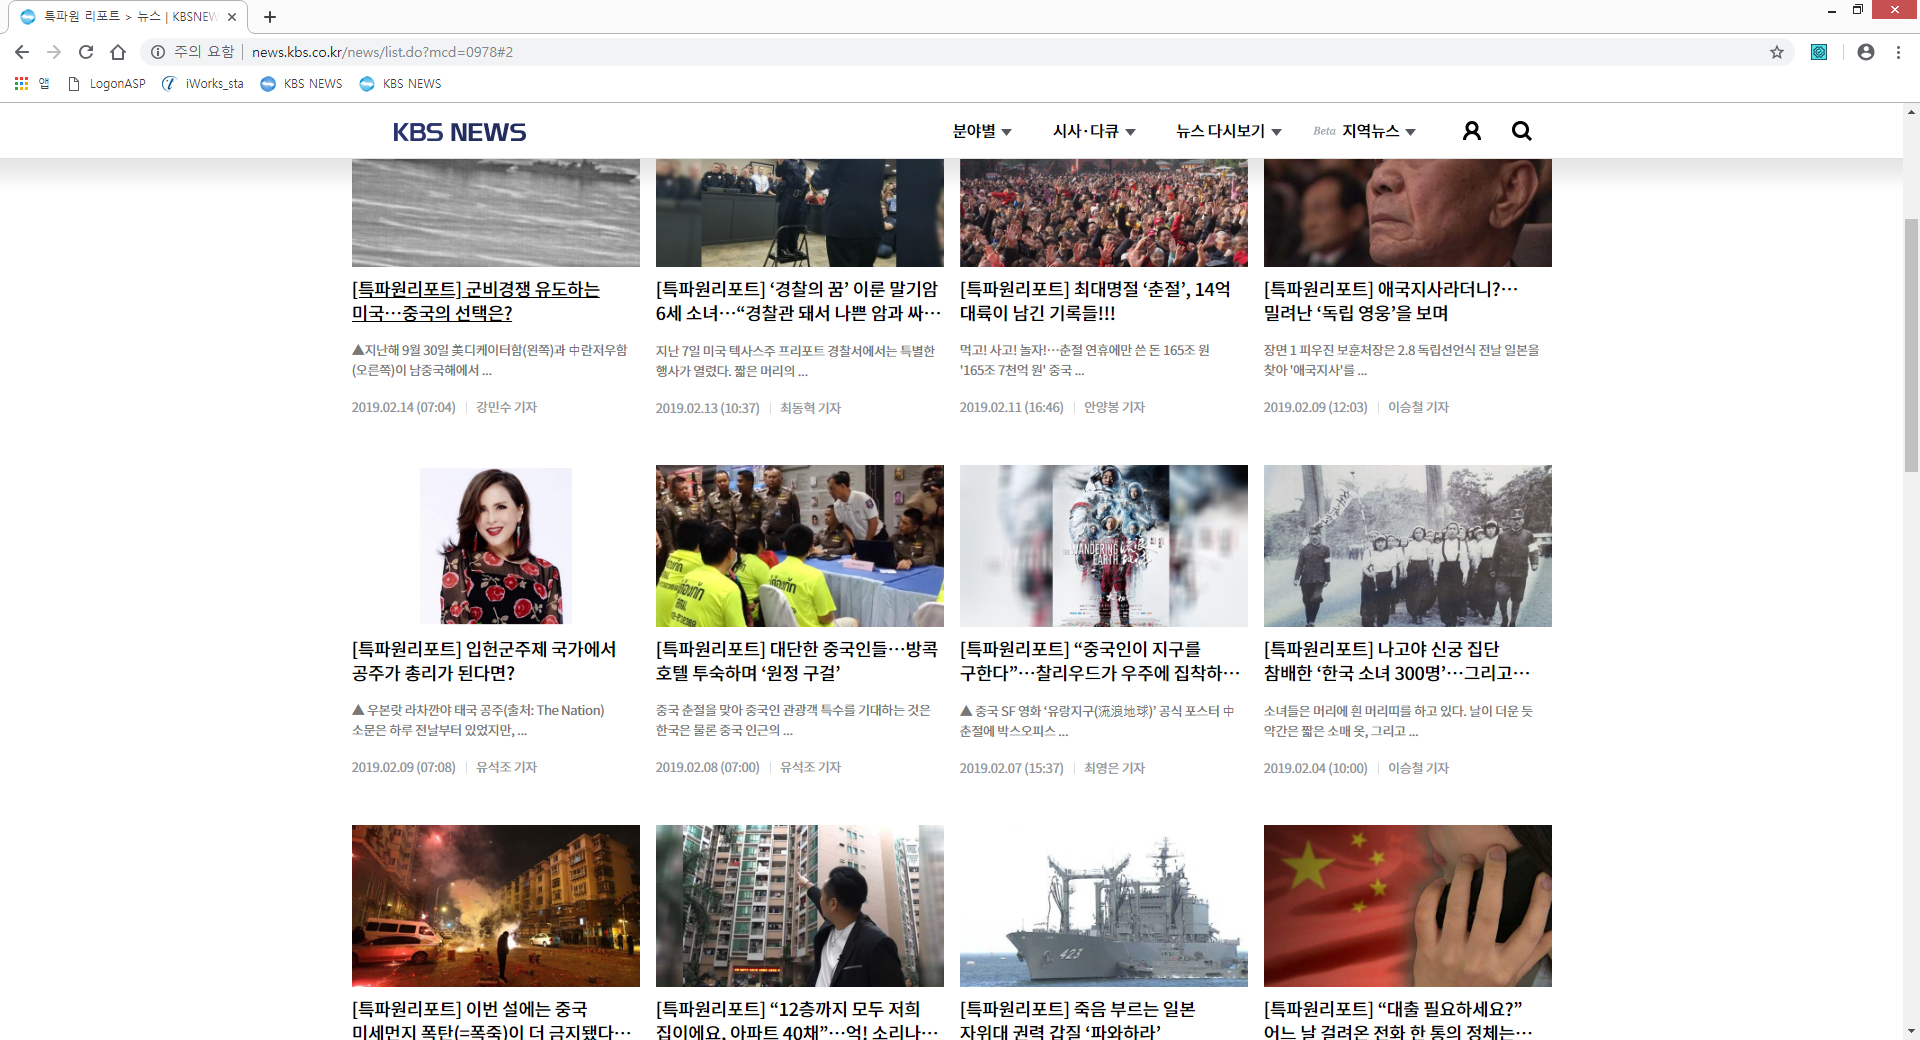 특파원 리포트 > 뉴스 | KBSNEW
주의 요함 | news.kbs.co.kr/news/list.do?mcd=0978#2
앱 LogonASP iWorks_sta KBS NEWS KBS NEWS
KBS NEWS 분야별 시사·다큐 뉴스 다시보기 Beta 지역뉴스
[특파원리포트] 군비경쟁 유도하는
미국…중국의 선택은?
▲지난해 9월 30일 美디케이터함(왼쪽)과 中란저우함
(오른쪽)이 남중국해에서 ...
2019.02.14 (07:04) | 강민수 기자
[특파원리포트] ‘경찰의 꿈’ 이룬 말기암
6세 소녀…“경찰관 돼서 나쁜 암과 싸…
지난 7일 미국 텍사스주 프리포트 경찰서에서는 특별한
행사가 열렸다. 짧은 머리의 ...
2019.02.13 (10:37) | 최동혁 기자
[특파원리포트] 최대명절 ‘춘절’, 14억
대륙이 남긴 기록들!!!
먹고! 사고! 놀자!…춘절 연휴에만 쓴 돈 165조 원
'165조 7천억 원' 중국 ...
2019.02.11 (16:46) | 안양봉 기자
[특파원리포트] 애국지사라더니?…
밀려난 ‘독립 영웅’을 보며
장면 1 피우진 보훈처장은 2.8 독립선언식 전날 일본을
찾아 '애국지사'를 ...
2019.02.09 (12:03) | 이승철 기자
[특파원리포트] 입헌군주제 국가에서
공주가 총리가 된다면?
▲ 우본랏 라차깐야 태국 공주(출처: The Nation)
소문은 하루 전날부터 있었지만, ...
2019.02.09 (07:08) | 유석조 기자
[특파원리포트] 대단한 중국인들…방콕
호텔 투숙하며 ‘원정 구걸’
중국 춘절을 맞아 중국인 관광객 특수를 기대하는 것은
한국은 물론 중국 인근의 ...
2019.02.08 (07:00) | 유석조 기자
WANDERING
EARTH
[특파원리포트] “중국인이 지구를
구한다”…찰리우드가 우주에 집착하…
▲ 중국 SF 영화 ‘유랑지구(流浪地球)’ 공식 포스터 中
춘절에 박스오피스 ...
2019.02.07 (15:37) | 최영은 기자
[특파원리포트] 나고야 신궁 집단
참배한 ‘한국 소녀 300명’…그리고…
소녀들은 머리에 흰 머리띠를 하고 있다. 날이 더운 듯
약간은 짧은 소매 옷, 그리고 ...
2019.02.04 (10:00) | 이승철 기자
[특파원리포트] 이번 설에는 중국
미세먼지 폭탄(=폭죽)이 더 금지됐다…
[특파원리포트] “12층까지 모두 저희
집이에요, 아파트 40채”…억! 소리나…
423
[특파원리포트] 죽음 부르는 일본
자위대 권력 갑질 ‘파와하라’
[특파원리포트] “대출 필요하세요?”
어느 날 걸려온 전화 한 통의 정체는…